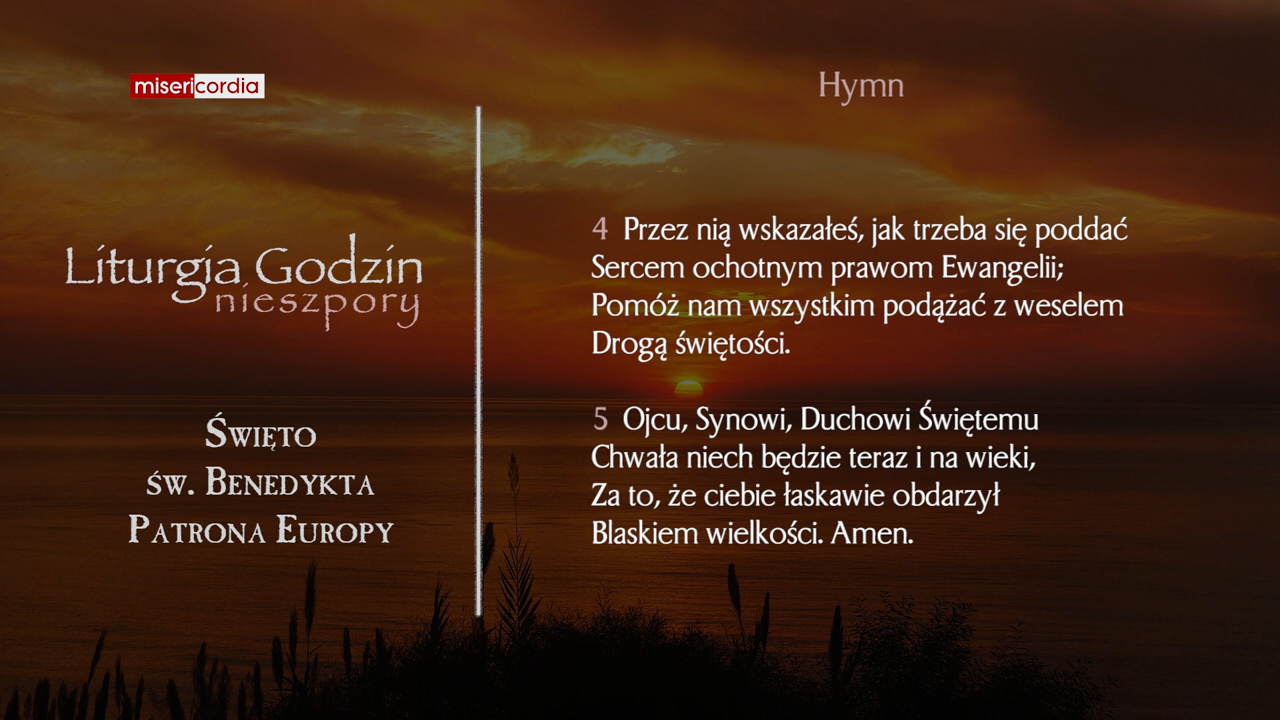 misericordia
Hymn
Liturgia Godzin
nieszpory
Święto
św. Benedykta
Patrona Europy
4 Przez nią wskazałeś, jak trzeba się poddać
Sercem ochotnym prawom Ewangelii;
Pomóż nam wszystkim podążać z weselem
Drogą świętości.
5 Ojcu, Synowi, Duchowi Świętemu
Chwała niech będzie teraz i na wieki,
Za to, że ciebie łaskawie obdarzył
Blaskiem wielkości. Amen.